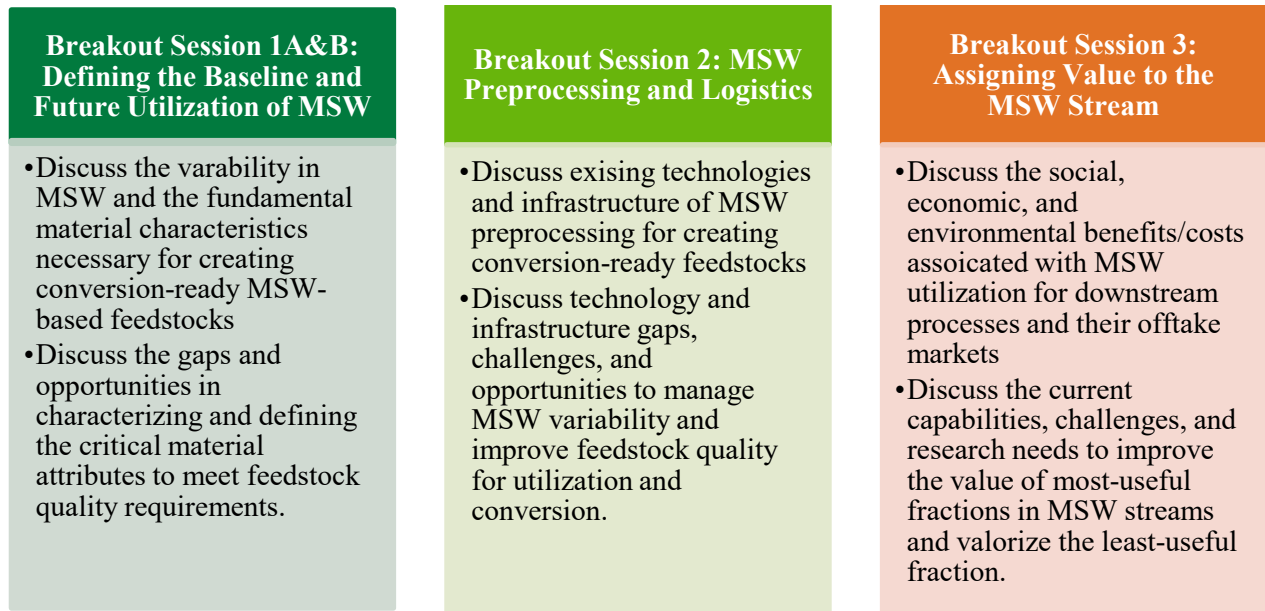 Breakout Session 1A&B:
Defining the Baseline and
Future Utilization of MSW
•Discuss the varability in
MSW and the fundamental
material characteristics
necessary for creating
conversion-ready MSW-
based feedstocks
•Discuss the gaps and
opportunities in
characterizing and defining
the critical material
attributes to meet feedstock
quality requirements.
Breakout Session 2: MSW
Preprocessing and Logistics
•Discuss exising technologies
and infrastructure of MSW
preprocessing for creating
conversion-ready feedstocks
•Discuss technology and
infrastructure gaps,
challenges, and
opportunities to manage
MSW variability and
improve feedstock quality
for utilization and
conversion.
Breakout Session 3:
Assigning Value to the
MSW Stream
•Discuss the social,
economic, and
environmental benefits/costs
assoicated with MSW
utilization for downstream
processes and their offtake
markets
•Discuss the current
capabilities, challenges, and
research needs to improve
the value of most-useful
fractions in MSW streams
and valorize the least-useful
fraction.